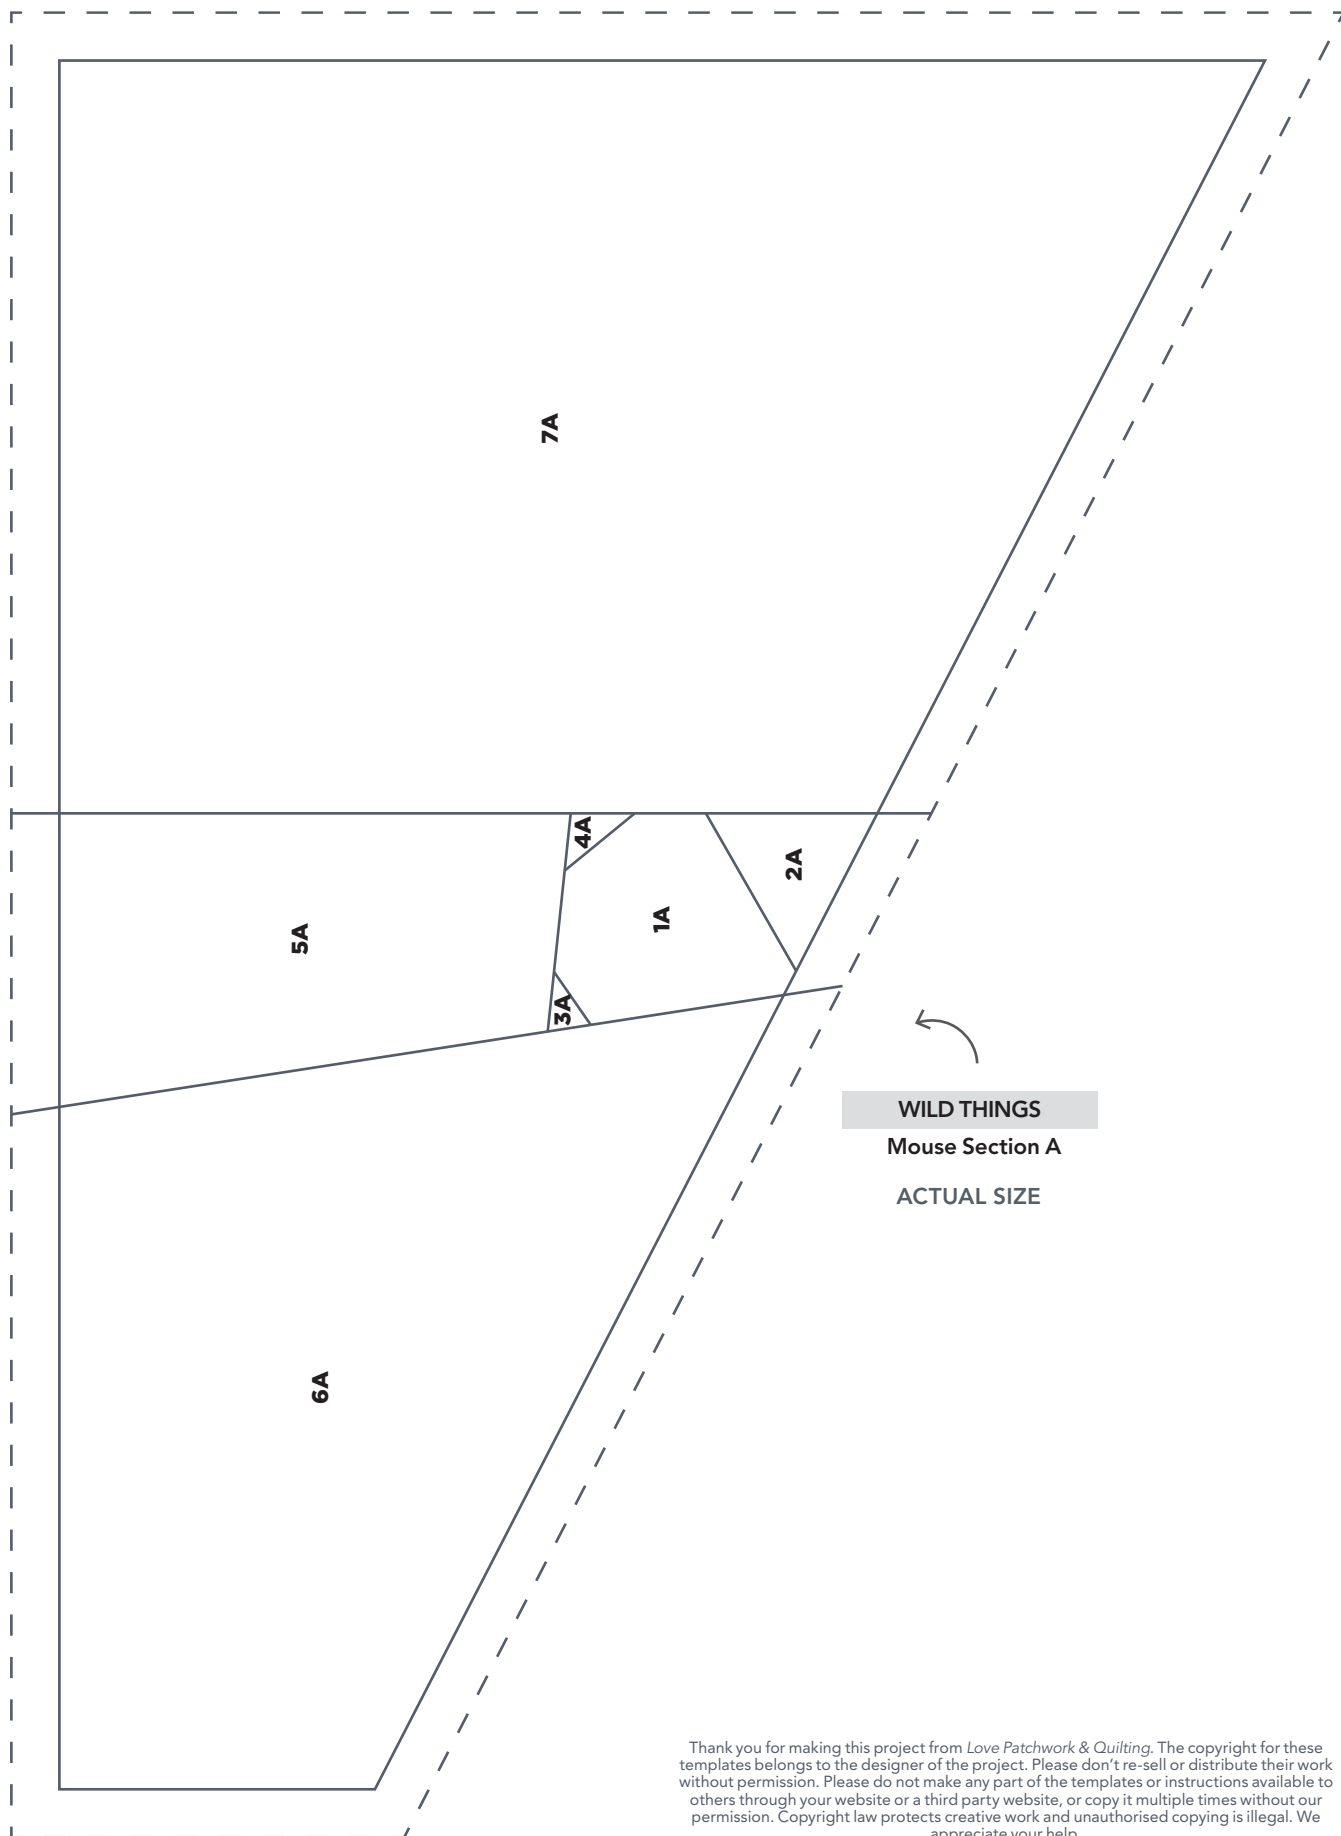 7A
4A
2A
1A
5A
3A
WILD THINGS
Mouse Section A
ACTUAL SIZE
6A
Thank you for making this project from Love Patchwork & Quilting. The copyright for these
templates belongs to the designer of the project. Please don't re-sell or distribute their work
without permission. Please do not make any part of the templates or instructions available to
others through your website or a third party website, or copy it multiple times without our
permission. Copyright law protects creative work and unauthorised copying is illegal. We
appreciate your help